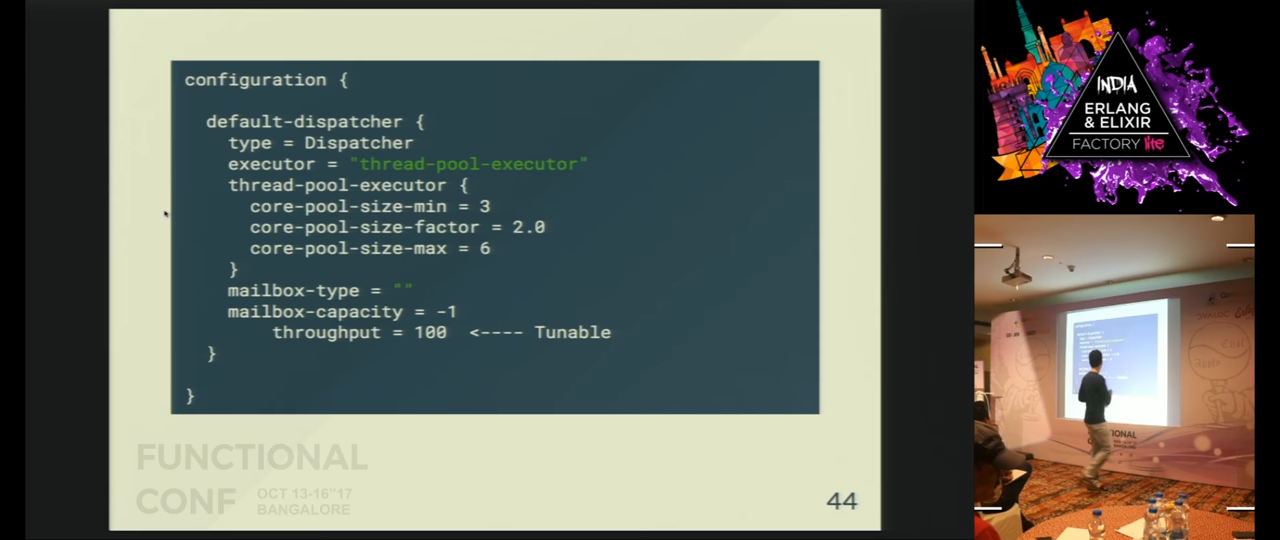 configuration {
default-dispatcher {
type = Dispatcher
executor = "thread-pool-executor"
thread-pool-executor {
core-pool-size-min = 3
core-pool-size-factor = 2.0
core-pool-size-max = 6
}
mailbox-type = ""
mailbox-capacity = -1
throughput = 100 <---- Tunable
}
}
FUNCTIONAL
CONF OCT 13-16"17
BANGALORE
44
INDIA
ERLANG
& ELIXIR
FACTORY lite